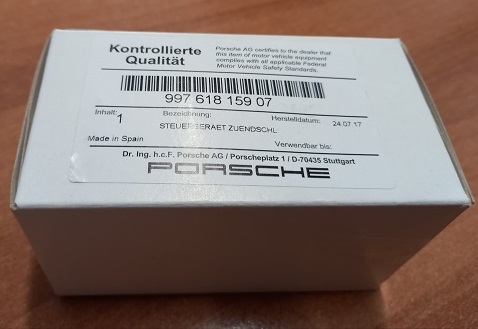 Kontrollierte
Qualität
Porsche AG certifies to the dealer that
this item of motor vehicle equipment
complies with all applicable Federal
Motor Vehicle Safety Standards.
997 618 159 07
Inhalt: Bezeichnung: Herstelldatum: 24.07.17
1
STEUERGERAET ZUENDSCHL
Made in Spain
Verwendbar bis:
Dr. Ing. h.c.F. Porsche AG / Porscheplatz 1 / D-70435 Stuttgart
PORSCHE